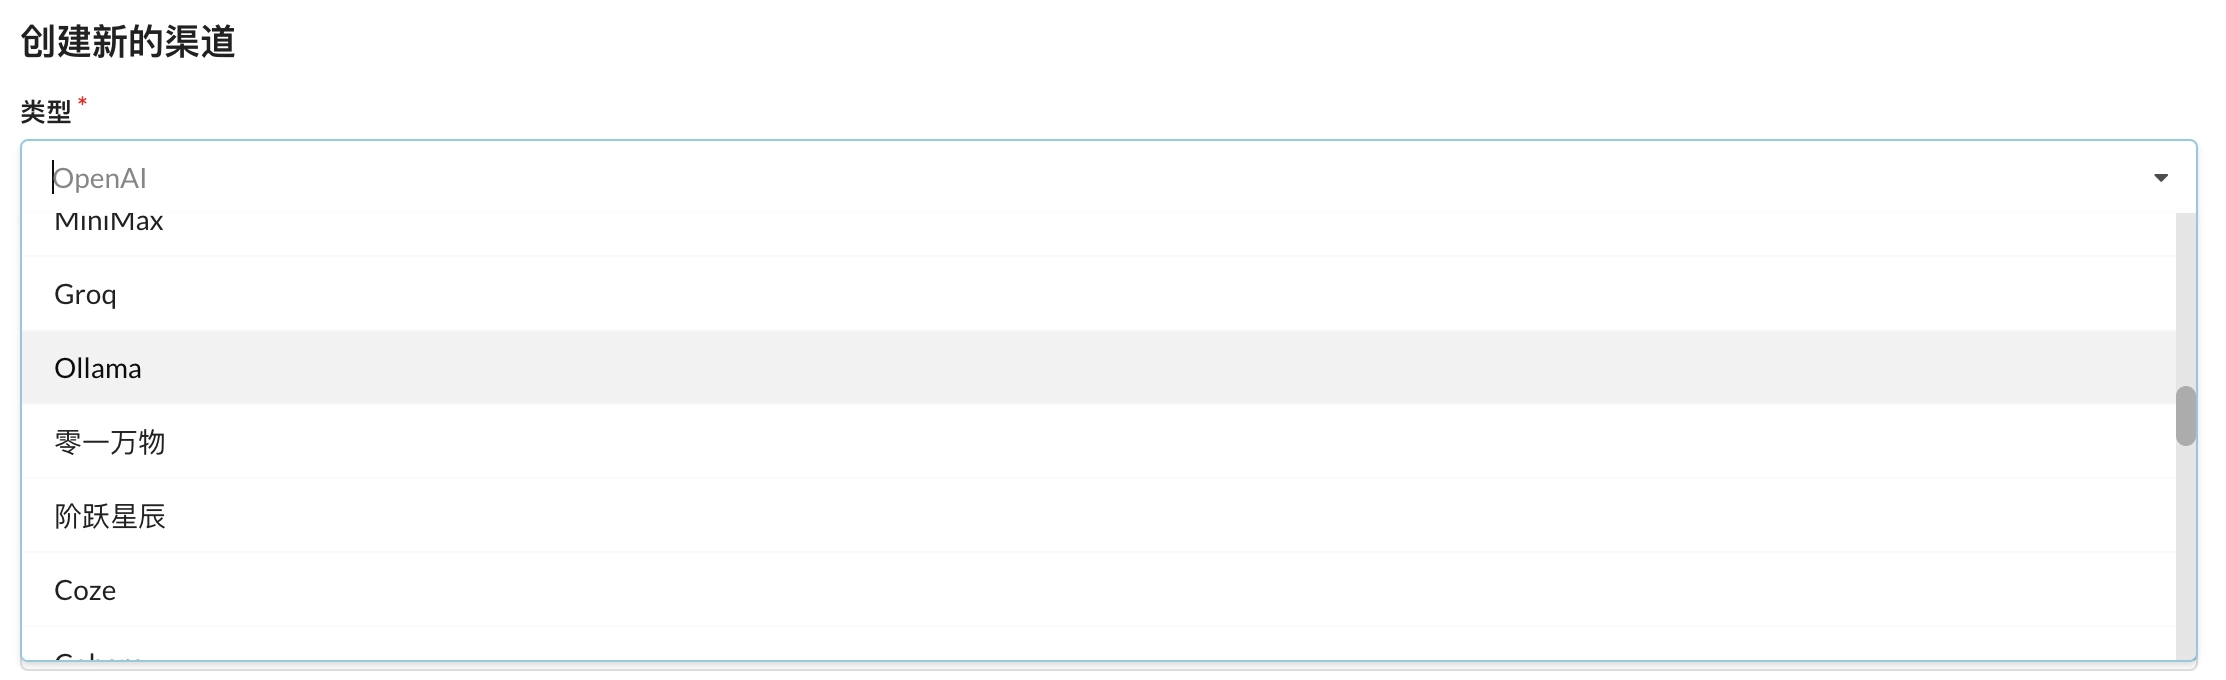 创建新的渠道
类型 *
OpenAI
MiniMax
Groq
Ollama
零一万物
阶跃星辰
Coze